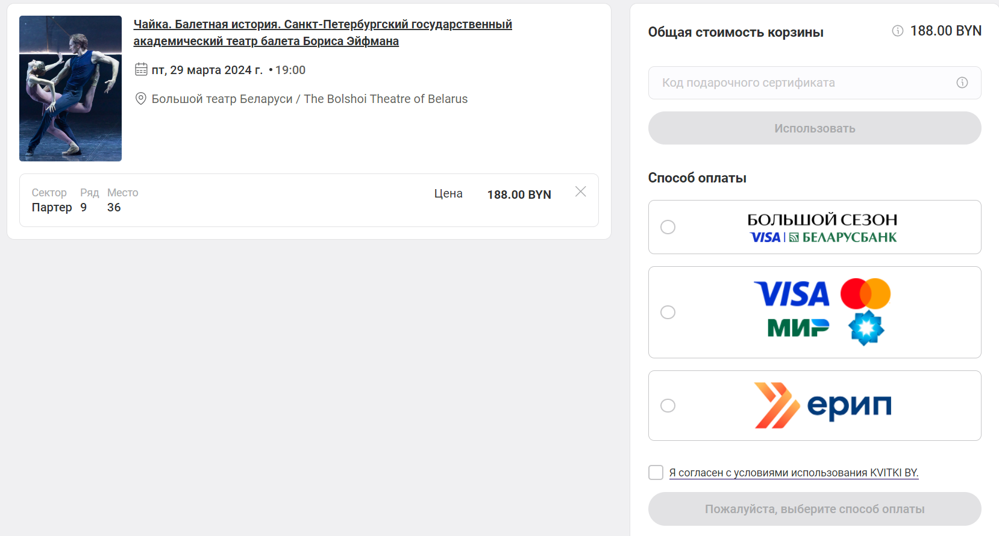 Чайка. Балетная история. Санкт-Петербургский государственный
академический театр балета Бориса Эйфмана
пт, 29 марта 2024 г. • 19:00
Большой театр Беларуси / The Bolshoi Theatre of Belarus
Сектор Ряд Место
Партер 9 36
Цена 188.00 BYN
Общая стоимость корзины 188.00 BYN
Код подарочного сертификата
Использовать
Способ оплаты
БОЛЬШОЙ СЕЗОН
VISA | БЕЛАРУСБАНК
VISA
МИР
ерип
Я согласен с условиями использования KVITKI BY.
Пожалуйста, выберите способ оплаты